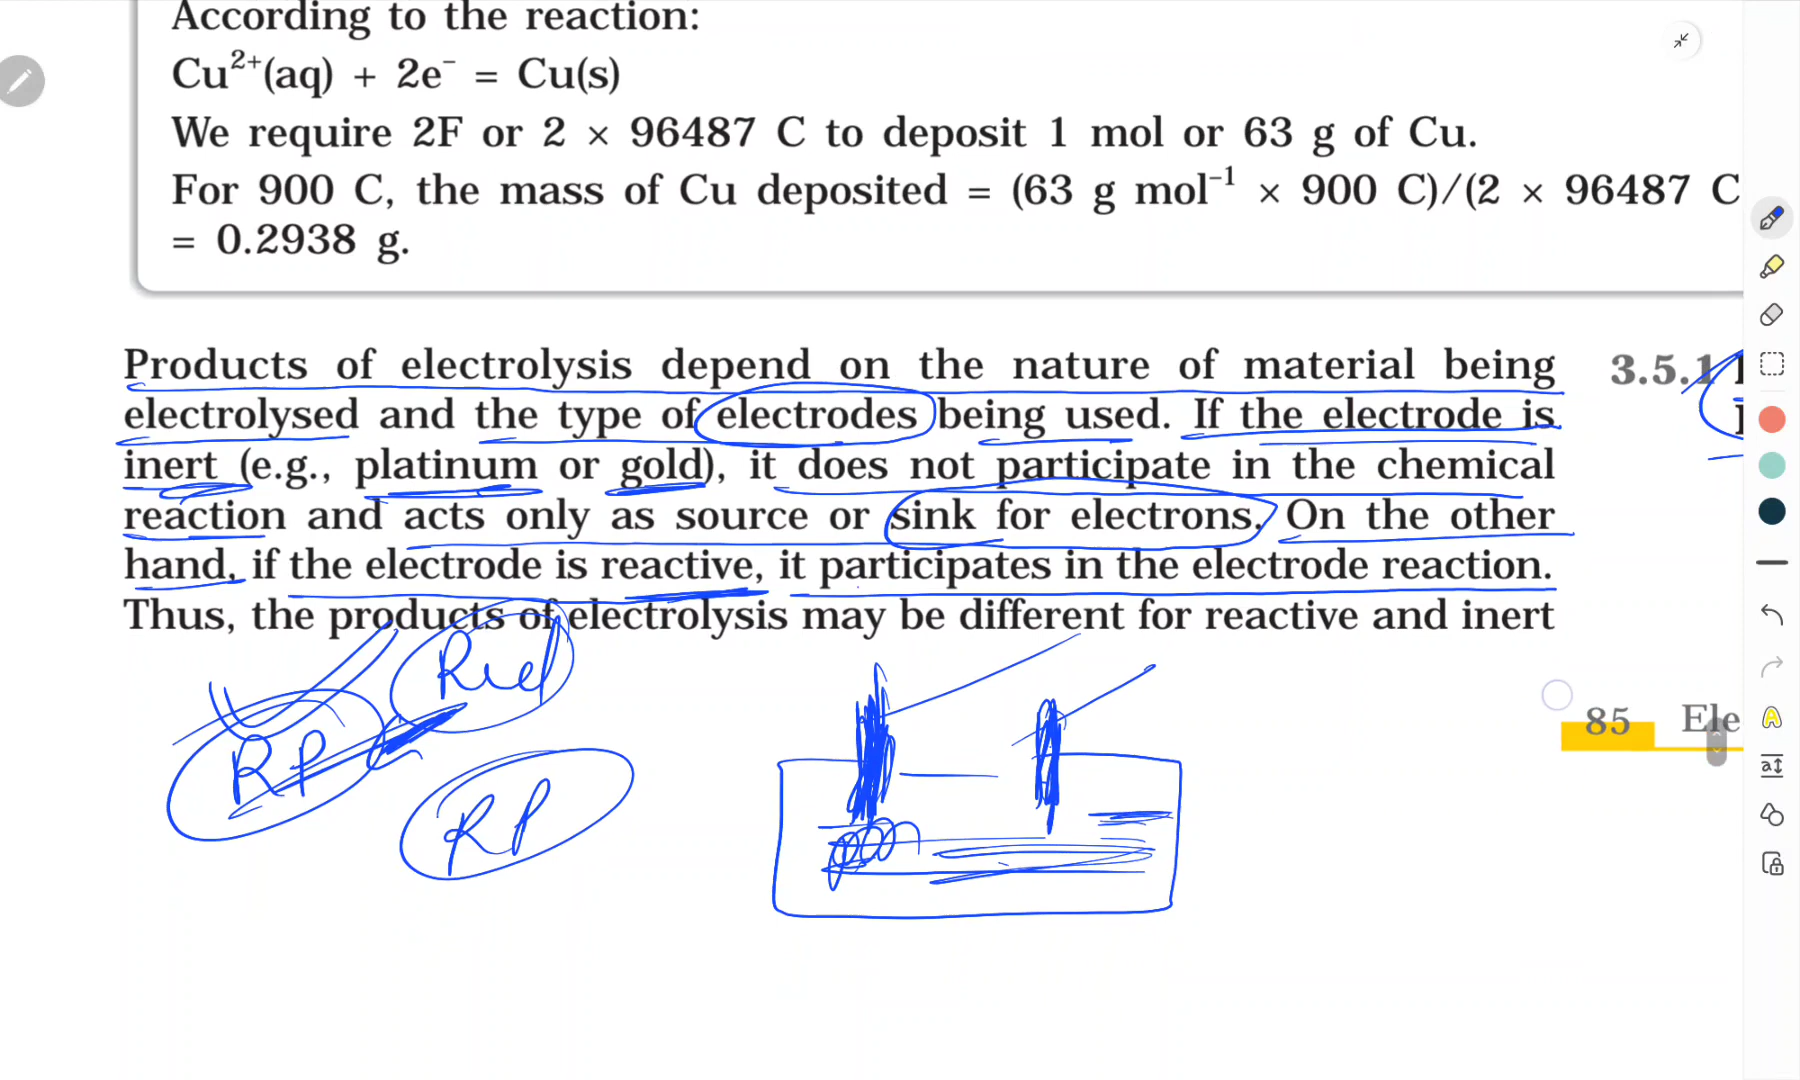 According to the reaction:
Cu²⁺(aq) + 2e⁻ = Cu(s)
We require 2F or 2 × 96487 C to deposit 1 mol or 63 g of Cu.
For 900 C, the mass of Cu deposited = (63 g mol⁻¹ × 900 C)/(2 × 96487 C
= 0.2938 g.
Products of electrolysis depend on the nature of material being
electrolysed and the type of electrodes being used. If the electrode is
inert (e.g., platinum or gold), it does not participate in the chemical
reaction and acts only as source or sink for electrons. On the other
hand, if the electrode is reactive, it participates in the electrode reaction.
Thus, the products of electrolysis may be different for reactive and inert
3.5.1
RP
RP
85 Ele